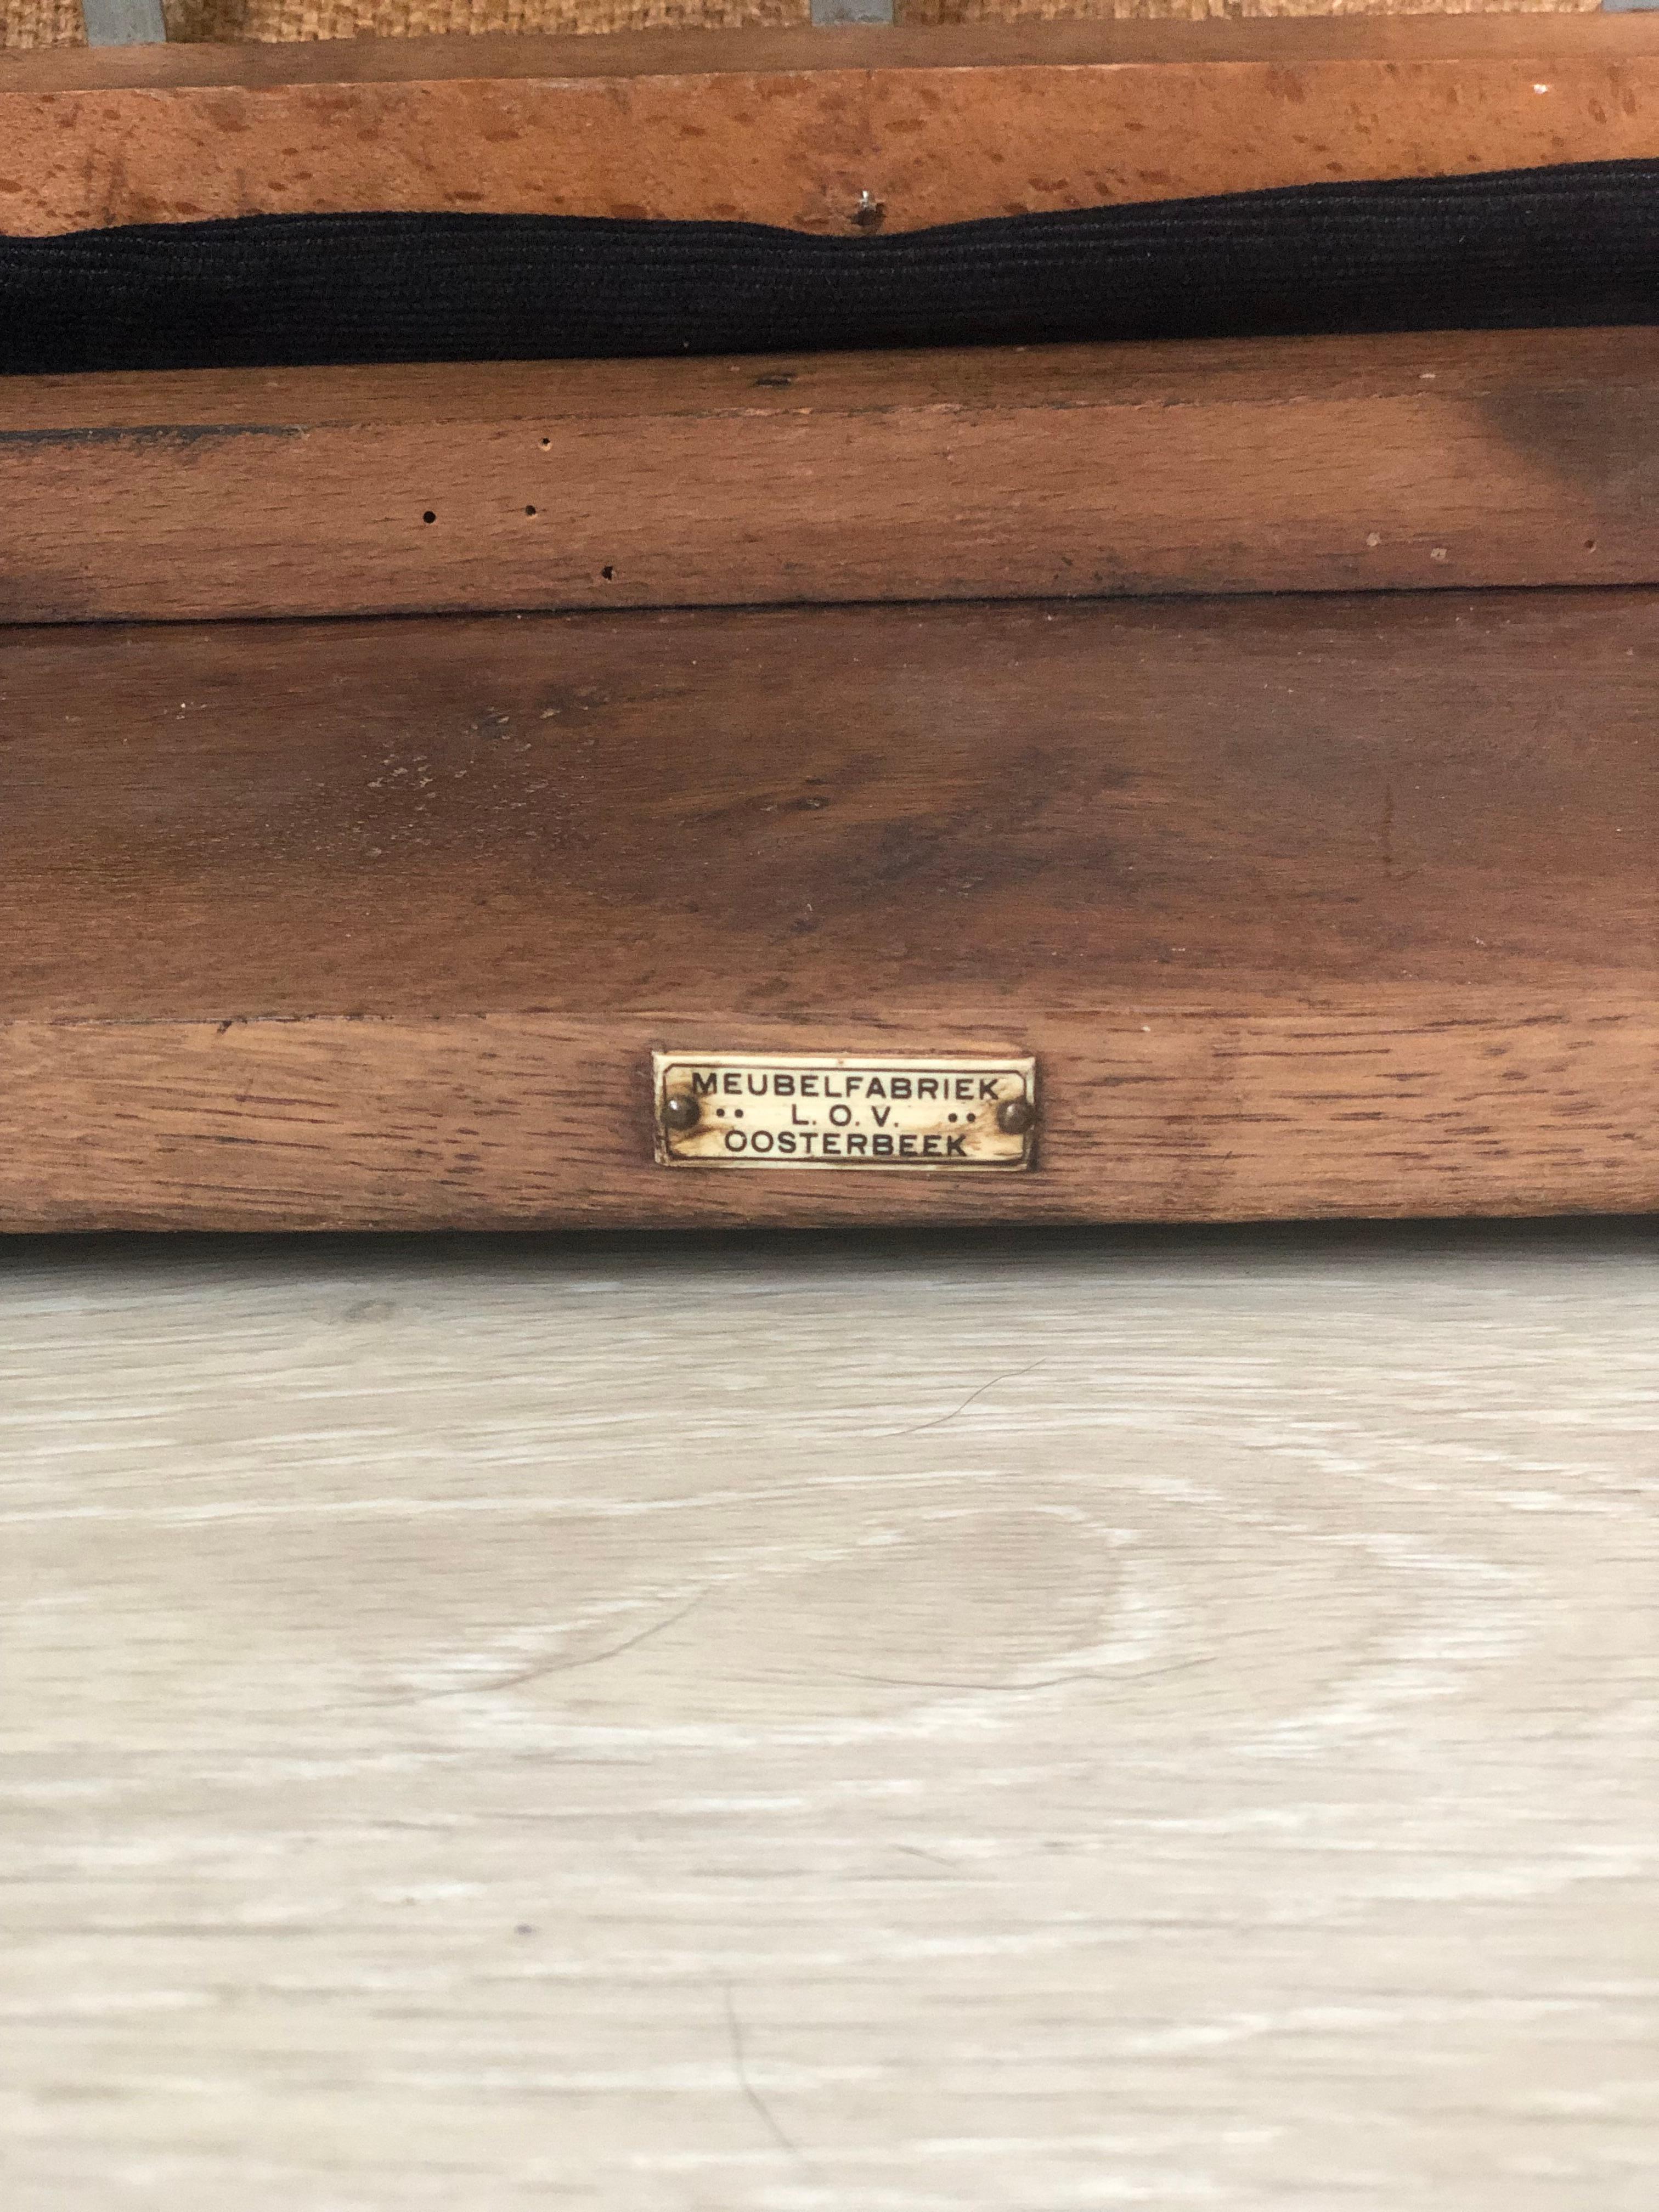 MEUBELFABRIEK
•• L. O. V. ••
OOSTERBEEK